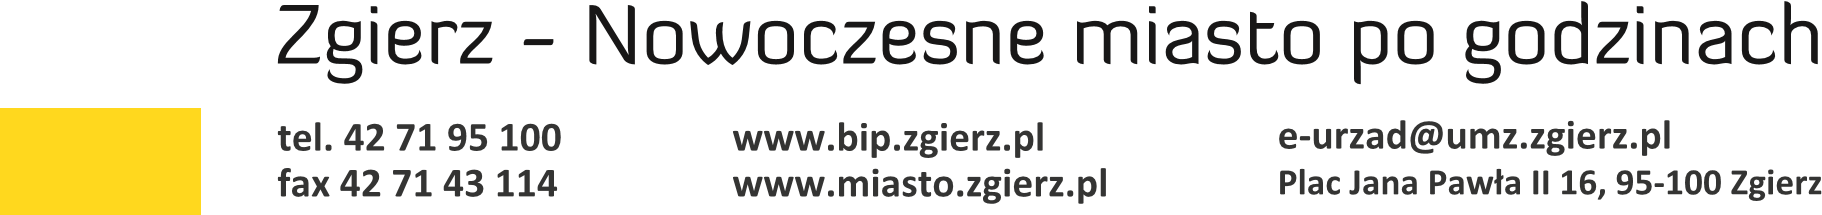 Zgierz – Nowoczesne miasto po godzinach
tel. 42 71 95 100
fax 42 71 43 114
www.bip.zgierz.pl
www.miasto.zgierz.pl
e-urzad@umz.zgierz.pl
Plac Jana Pawła II 16, 95-100 Zgierz